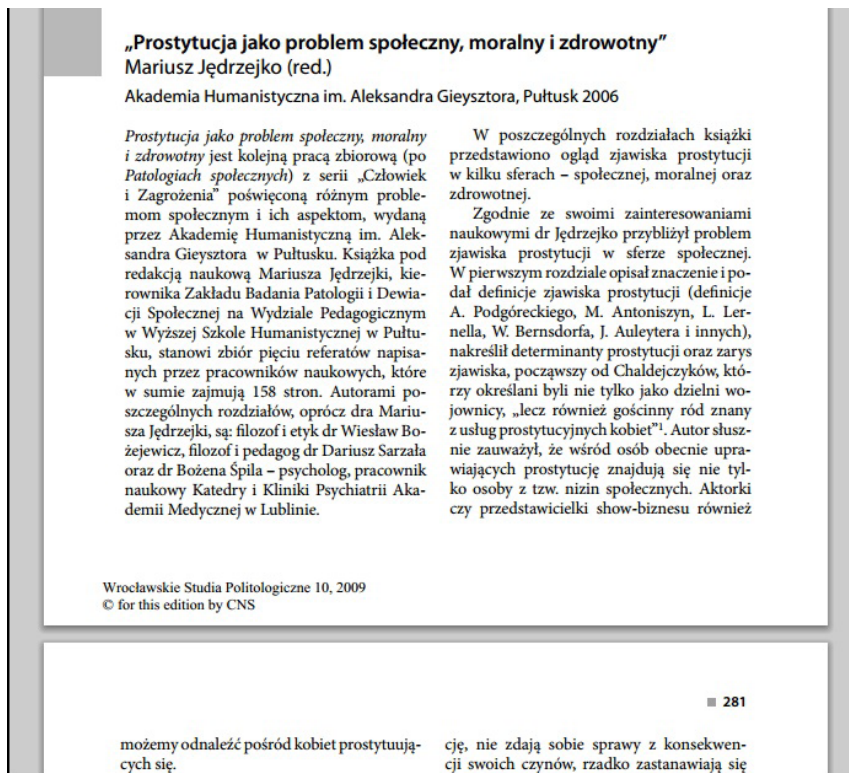 „Prostytucja jako problem społeczny, moralny i zdrowotny”
Mariusz Jędrzejko (red.)
Akademia Humanistyczna im. Aleksandra Gieysztora, Pułtusk 2006
Prostytucja jako problem społeczny, moralny
i zdrowotny jest kolejną pracą zbiorową (po
Patologiach społecznych) z serii „Człowiek
i Zagrożenia” poświęconą różnym proble-
mom społecznym i ich aspektom, wydaną
przez Akademię Humanistyczną im. Alek-
sandra Gieysztora w Pułtusku. Książka pod
redakcją naukową Mariusza Jędrzejki, kie-
rownika Zakładu Badania Patologii i Dewia-
cji Społecznej na Wydziale Pedagogicznym
w Wyższej Szkole Humanistycznej w Pułtu-
sku, stanowi zbiór pięciu referatów napisa-
nych przez pracowników naukowych, które
w sumie zajmują 158 stron. Autorami po-
szczególnych rozdziałów, oprócz dra Mariu-
sza Jędrzejki, są: filozof i etyk dr Wiesław Bo-
żejewicz, filozof i pedagog dr Dariusz Sarzała
oraz dr Bożena Śpila – psycholog, pracownik
naukowy Katedry i Kliniki Psychiatrii Aka-
demii Medycznej w Lublinie.
W poszczególnych rozdziałach książki
przedstawiono ogląd zjawiska prostytucji
w kilku sferach – społecznej, moralnej oraz
zdrowotnej.
Zgodnie ze swoimi zainteresowaniami
naukowymi dr Jędrzejko przybliżył problem
zjawiska prostytucji w sferze społecznej.
W pierwszym rozdziale opisał znaczenie i po-
dał definicje zjawiska prostytucji (definicje
A. Podgóreckiego, M. Antoniszyn, L. Ler-
nella, W. Bernsdorfa, J. Auleytera i innych),
nakreślił determinanty prostytucji oraz zarys
zjawiska, począwszy od Chaldejczyków, któ-
rzy określani byli nie tylko jako dzielni wo-
jownicy, „lecz również gościnny ród znany
z usług prostytucyjnych kobiet”¹. Autor słusz-
nie zauważył, że wśród osób obecnie upra-
wiających prostytucję znajdują się nie tyl-
ko osoby z tzw. nizin społecznych. Aktorki
czy przedstawicielki show-biznesu również
Wrocławskie Studia Politologiczne 10, 2009
© for this edition by CNS
281
możemy odnaleźć pośród kobiet prostytuują-
cych się.
cję, nie zdają sobie sprawy z konsekwen-
cji swoich czynów, rzadko zastanawiają się